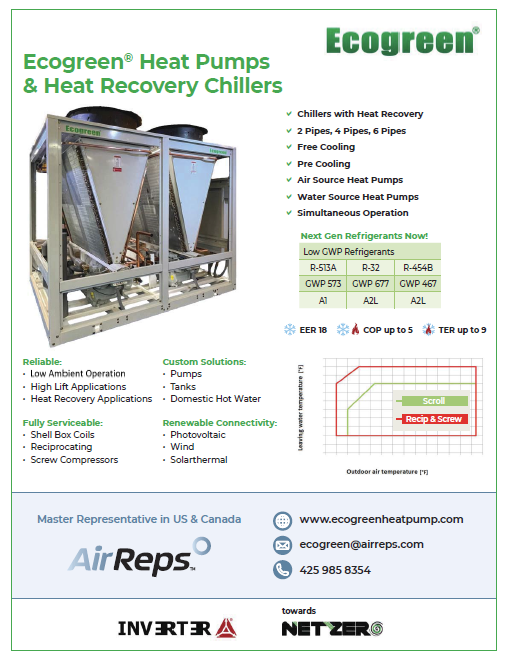 Ecogreen®
Ecogreen® Heat Pumps
& Heat Recovery Chillers
Ecogreen
Chillers with Heat Recovery
2 Pipes, 4 Pipes, 6 Pipes
Free Cooling
Pre Cooling
Air Source Heat Pumps
Water Source Heat Pumps
Simultaneous Operation
Next Gen Refrigerants Now!
Low GWP Refrigerants
R-513A R-32 R-454B
GWP 573 GWP 677 GWP 467
A1 A2L A2L
EER 18 COP up to 5 TER up to 9
Reliable:
• Low Ambient Operation
• High Lift Applications
• Heat Recovery Applications
Custom Solutions:
• Pumps
• Tanks
• Domestic Hot Water
Fully Serviceable:
• Shell Box Coils
• Reciprocating
• Screw Compressors
Renewable Connectivity:
• Photovoltaic
• Wind
• Solarthermal
Leaving water temperature [°F]
Scroll
Recip & Screw
Outdoor air temperature [°F]
Master Representative in US & Canada
AirReps™
www.ecogreenheatpump.com
ecogreen@airreps.com
425 985 8354
INVERTER
towards
NETZERO